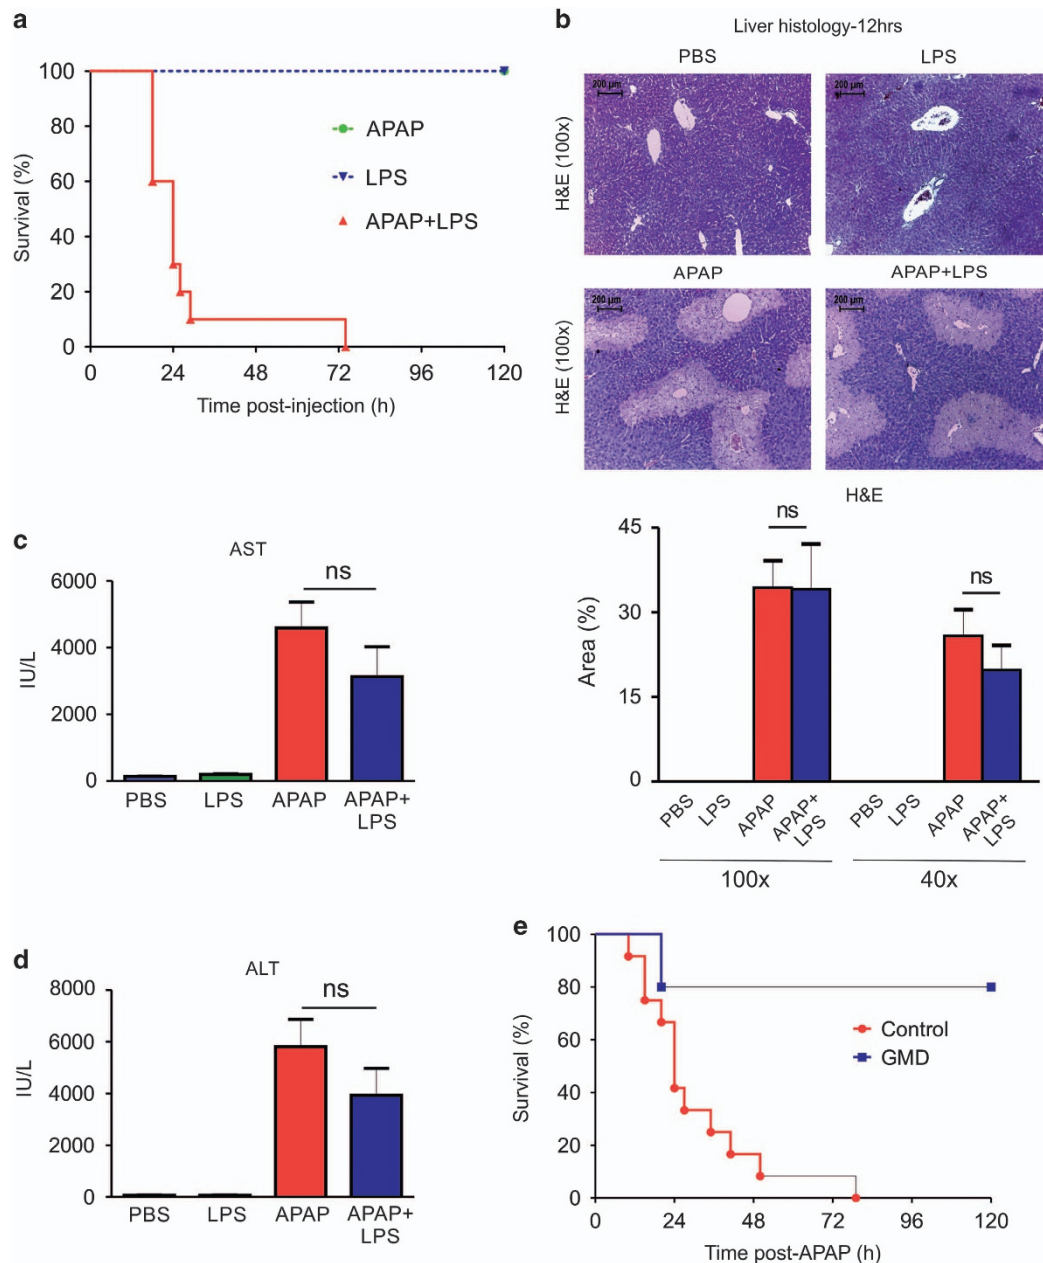 a
100
80
60
40
20
0
Survival (%)
0 24 48 72 96 120
Time post-injection (h)
APAP
LPS
APAP+LPS
b
Liver histology-12hrs
PBS LPS
H&E (100x)
200 µm
200 µm
APAP APAP+LPS
H&E (100x)
200 µm
200 µm
H&E
45
30
15
0
Area (%)
ns
ns
PBS LPS APAP APAP+
LPS
PBS LPS APAP APAP+
LPS
100x 40x
c
AST
6000
4000
2000
0
IU/L
ns
PBS LPS APAP APAP+
LPS
d
ALT
8000
6000
4000
2000
0
IU/L
ns
PBS LPS APAP APAP+
LPS
e
100
80
60
40
20
0
Survival (%)
Control
GMD
0 24 48 72 96 120
Time post-APAP (h)